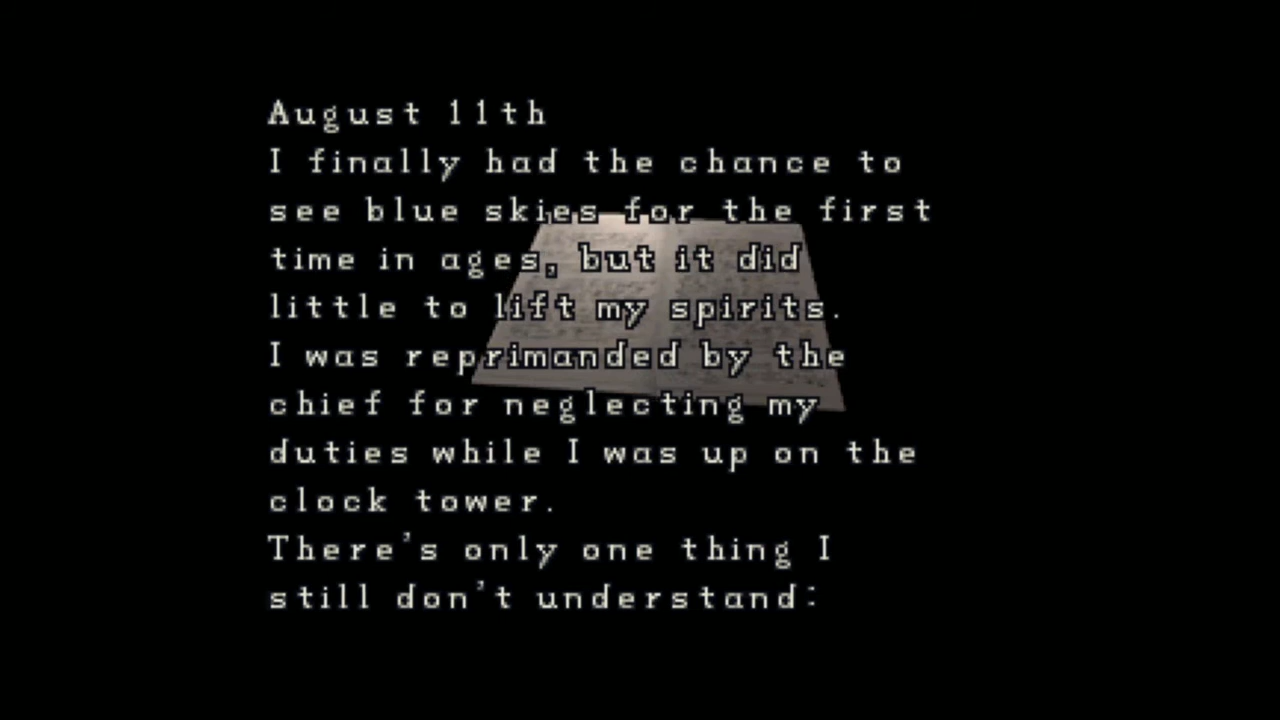 August 11th
I finally had the chance to
see blue skies for the first
time in ages, but it did
little to lift my spirits.
I was reprimanded by the
chief for neglecting my
duties while I was up on the
clock tower.
There's only one thing I
still don't understand: